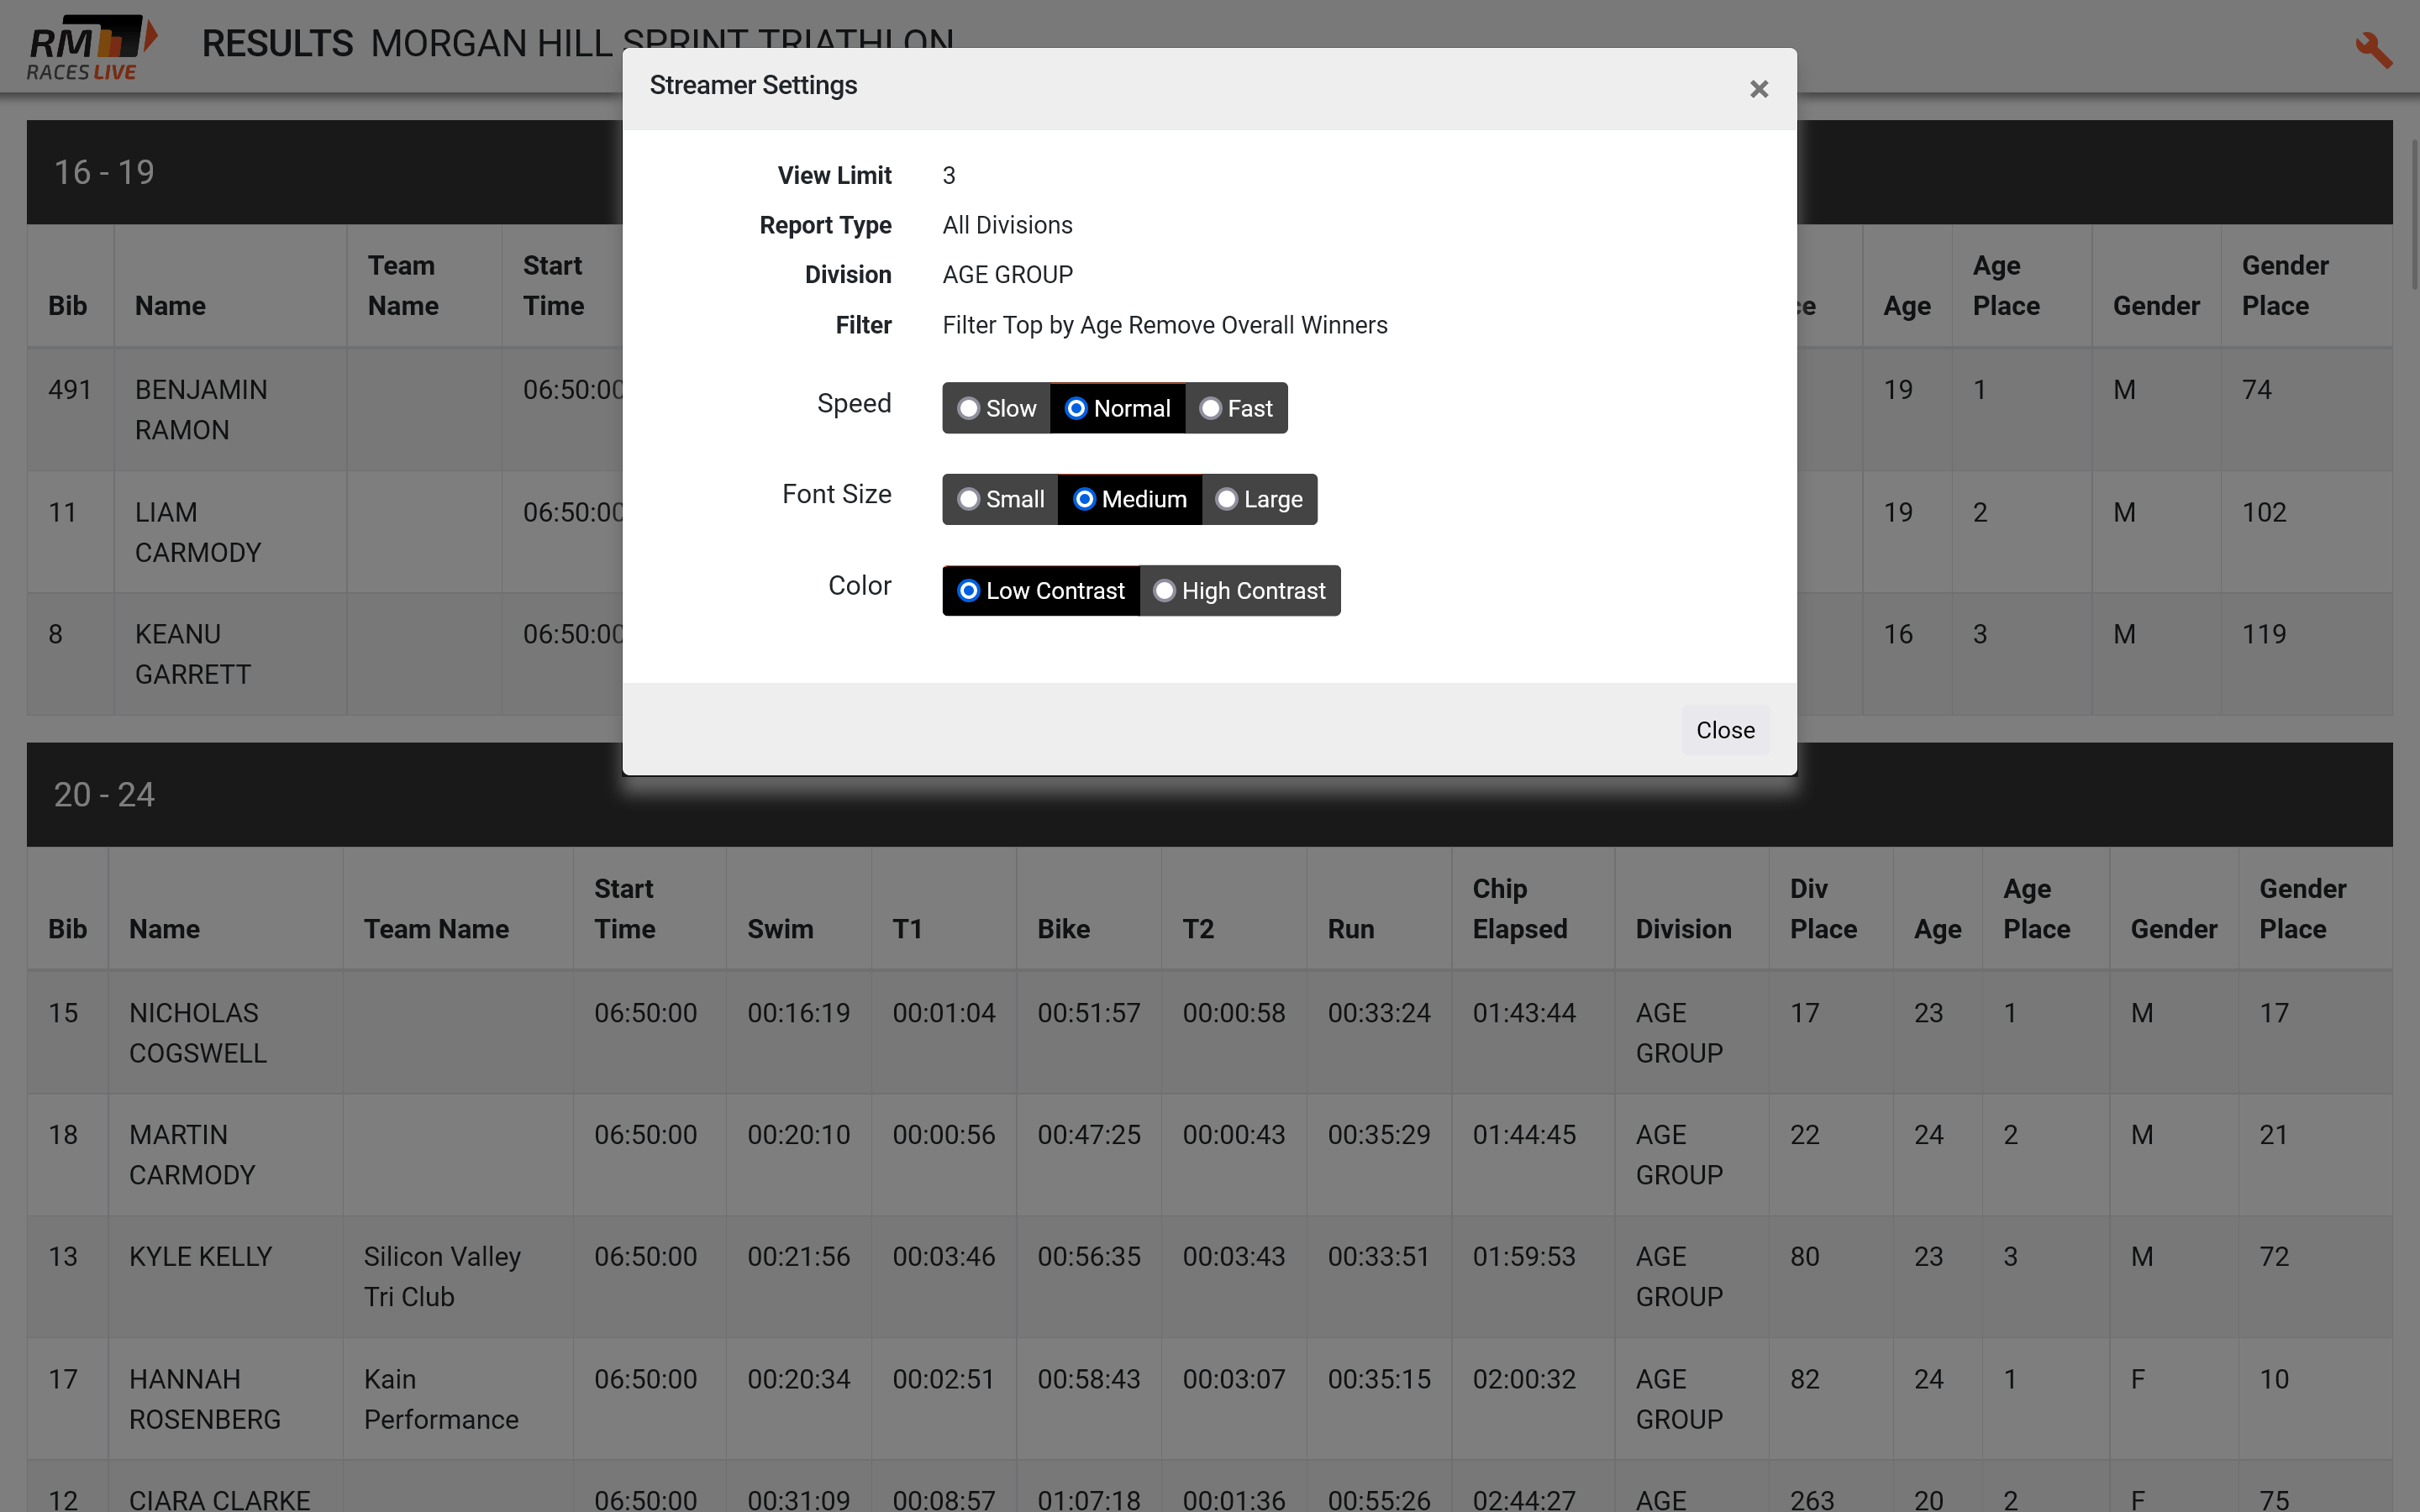 RM
RACES LIVE
RESULTS MORGAN HILL SPRINT TRIATHLON
Streamer Settings
×
View Limit 3
Report Type All Divisions
Division AGE GROUP
Filter Filter Top by Age Remove Overall Winners
Speed Slow Normal Fast
Font Size Small Medium Large
Color Low Contrast High Contrast
Close
16 - 19
Team Start Age Gender
Bib Name Name Time ce Age Place Gender Place
491 BENJAMIN 06:50:00 19 1 M 74
RAMON
11 LIAM 06:50:00 19 2 M 102
CARMODY
8 KEANU 06:50:00 16 3 M 119
GARRETT
20 - 24
Start Chip Div Age Gender
Bib Name Team Name Time Swim T1 Bike T2 Run Elapsed Division Place Age Place Gender Place
15 NICHOLAS 06:50:00 00:16:19 00:01:04 00:51:57 00:00:58 00:33:24 01:43:44 AGE 17 23 1 M 17
COGSWELL GROUP
18 MARTIN 06:50:00 00:20:10 00:00:56 00:47:25 00:00:43 00:35:29 01:44:45 AGE 22 24 2 M 21
CARMODY GROUP
13 KYLE KELLY Silicon Valley 06:50:00 00:21:56 00:03:46 00:56:35 00:03:43 00:33:51 01:59:53 AGE 80 23 3 M 72
Tri Club GROUP
17 HANNAH Kain 06:50:00 00:20:34 00:02:51 00:58:43 00:03:07 00:35:15 02:00:32 AGE 82 24 1 F 10
ROSENBERG Performance GROUP
12 CIARA CLARKE 06:50:00 00:31:09 00:08:57 01:07:18 00:01:36 00:55:26 02:44:27 AGE 263 20 2 F 75